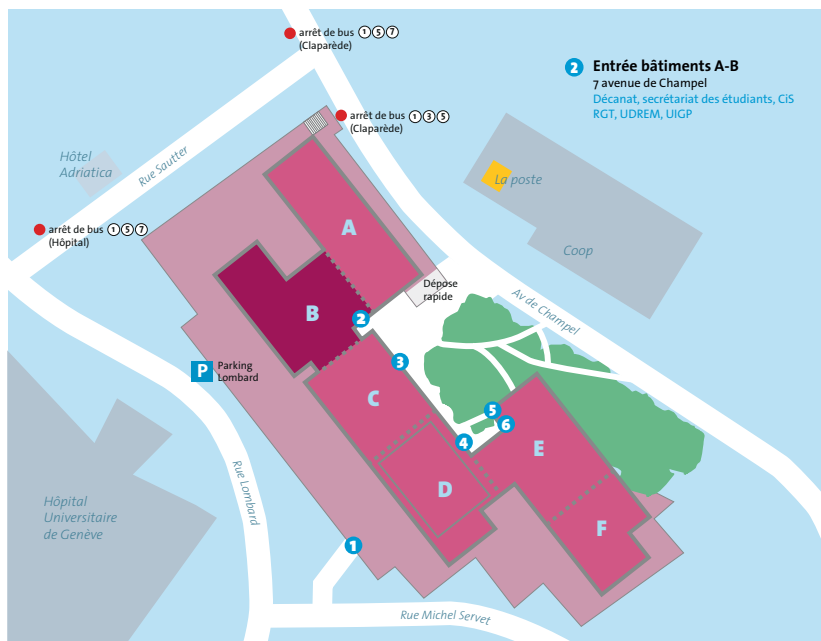 arrêt de bus 1 5 7
(Claparède)
2 Entrée bâtiments A-B
7 avenue de Champel
Décanat, secrétariat des étudiants, CiS
RGT, UDREM, UIGP
arrêt de bus 1 3 5
(Claparède)
Hôtel
Adriatica
Rue Sautter
La poste
arrêt de bus 1 5 7
(Hôpital)
A
Coop
Dépose
rapide
Av de Champel
B
2
3
P Parking
Lombard
C
5
6
4
E
D
Rue Lombard
Hôpital
Universitaire
de Genève
F
1
Rue Michel Servet